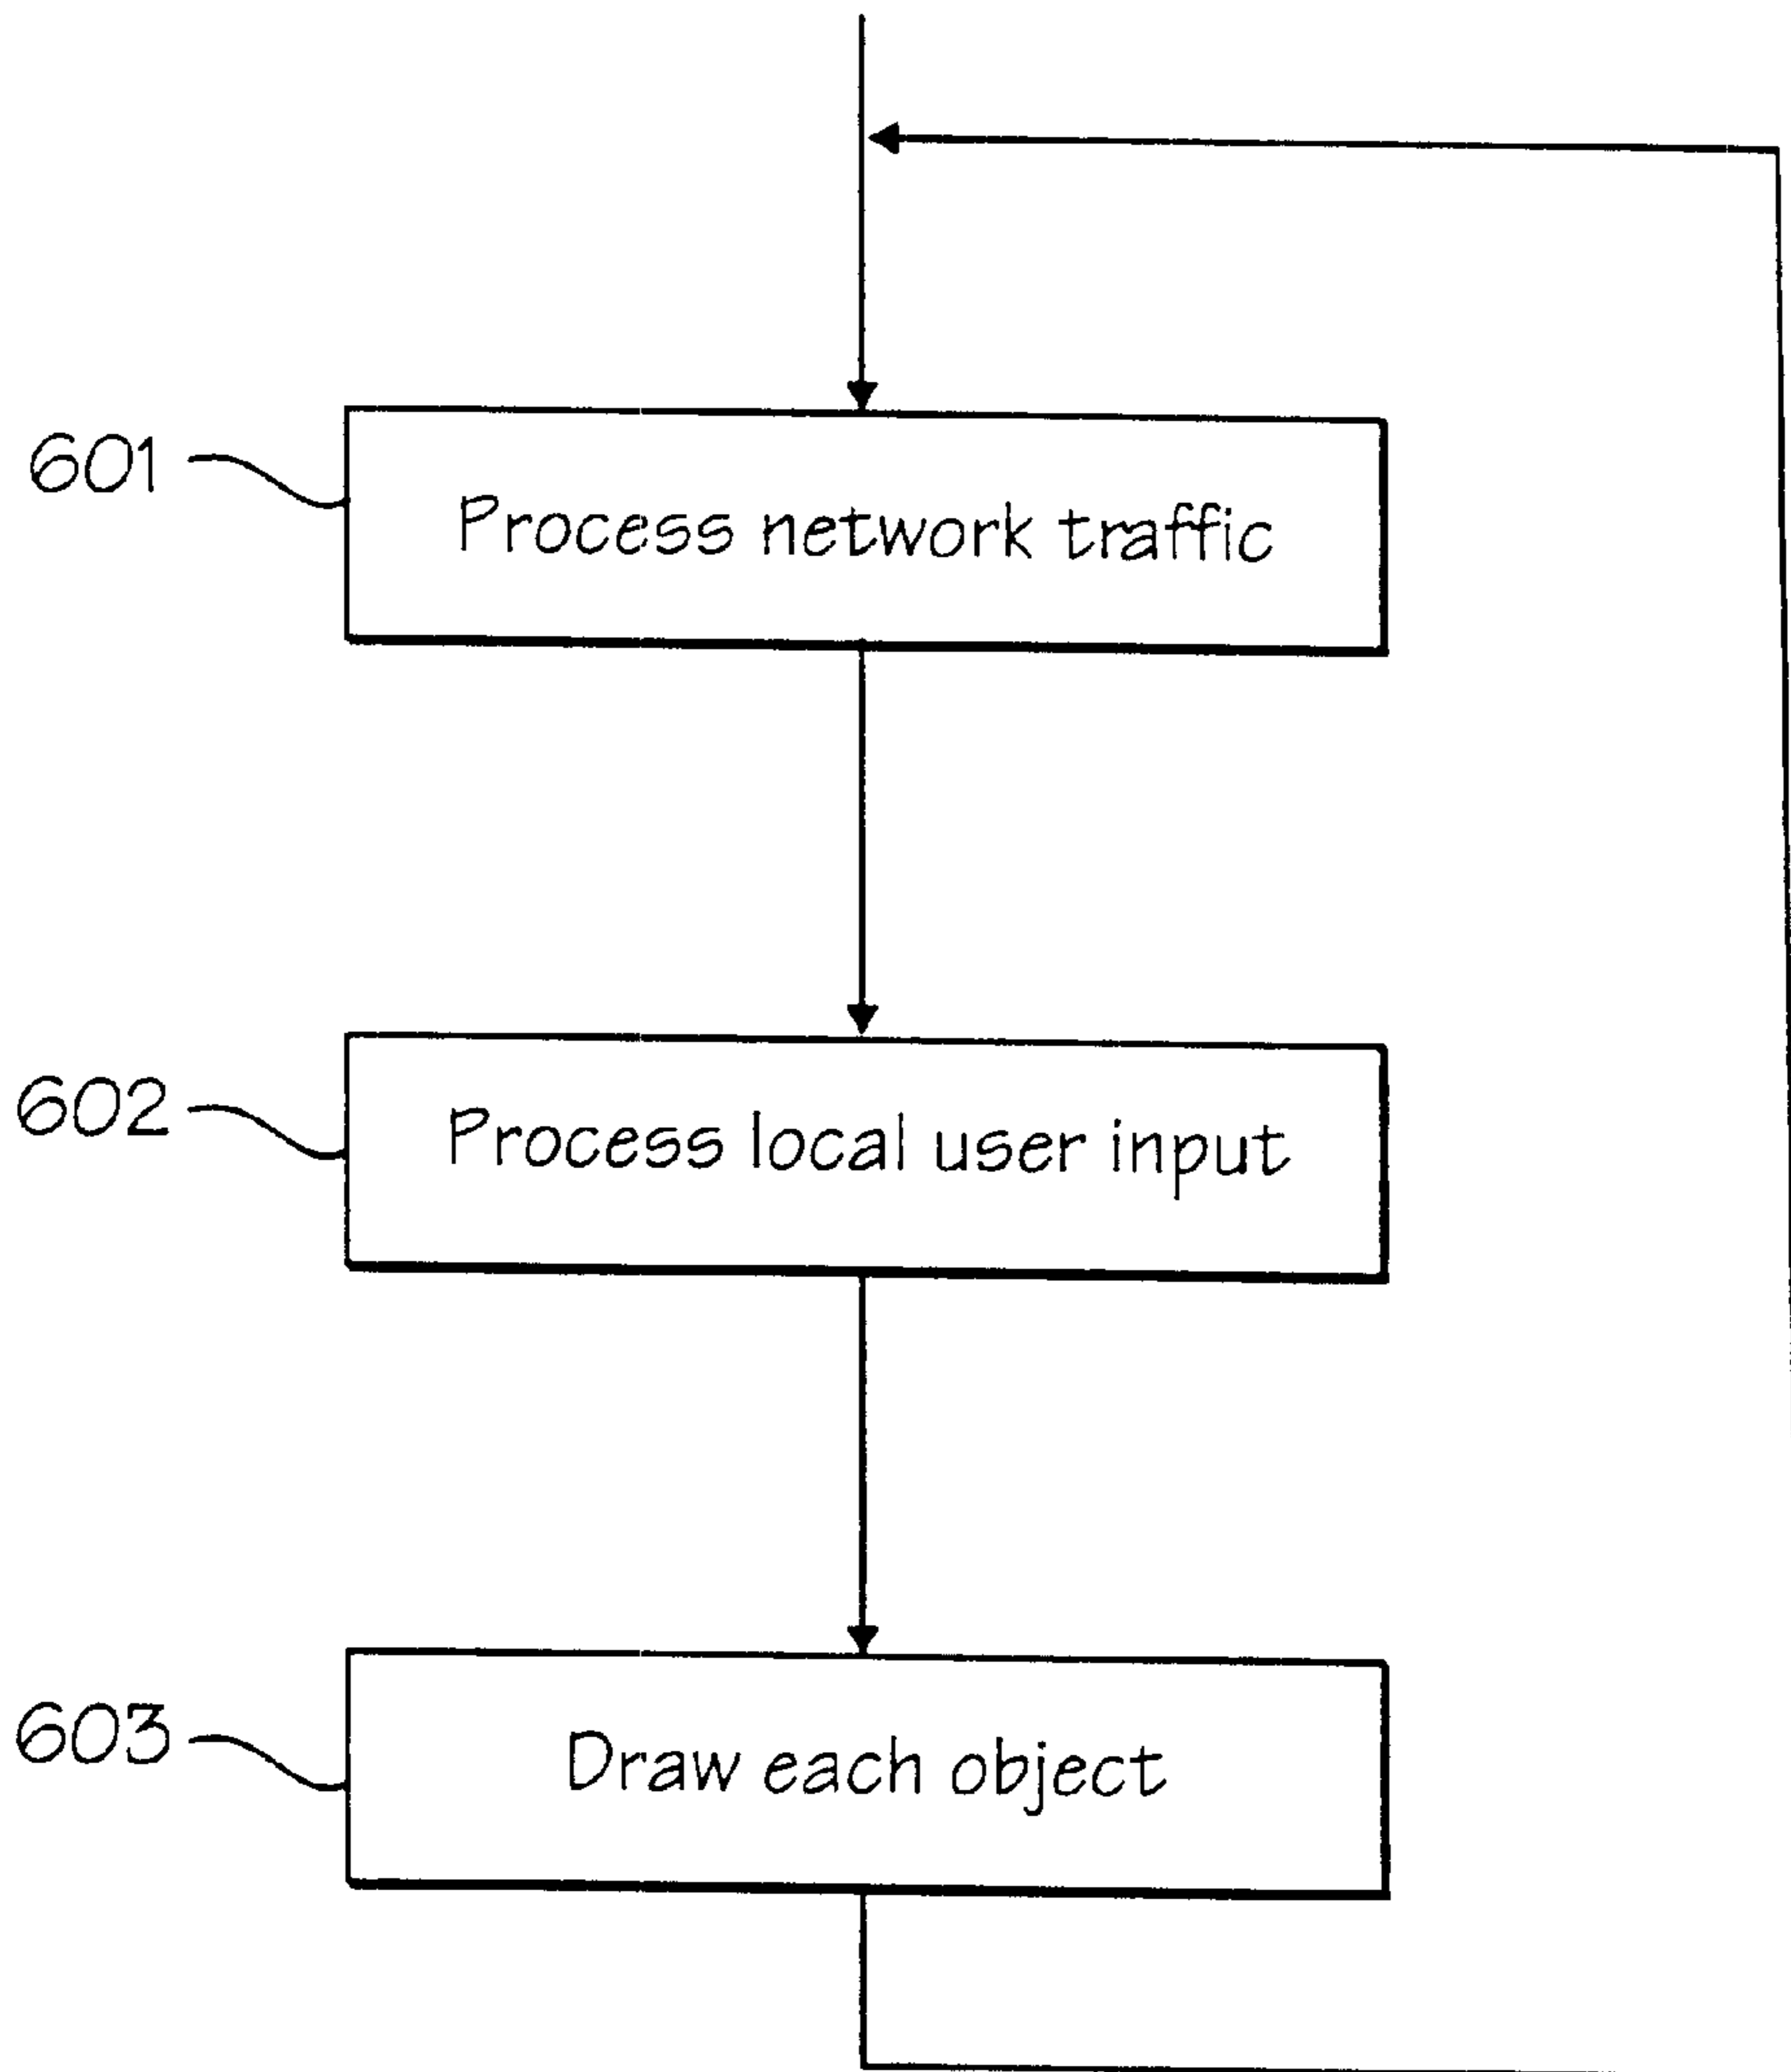 601
Process network traffic
602
Process local user input
603
Draw each object